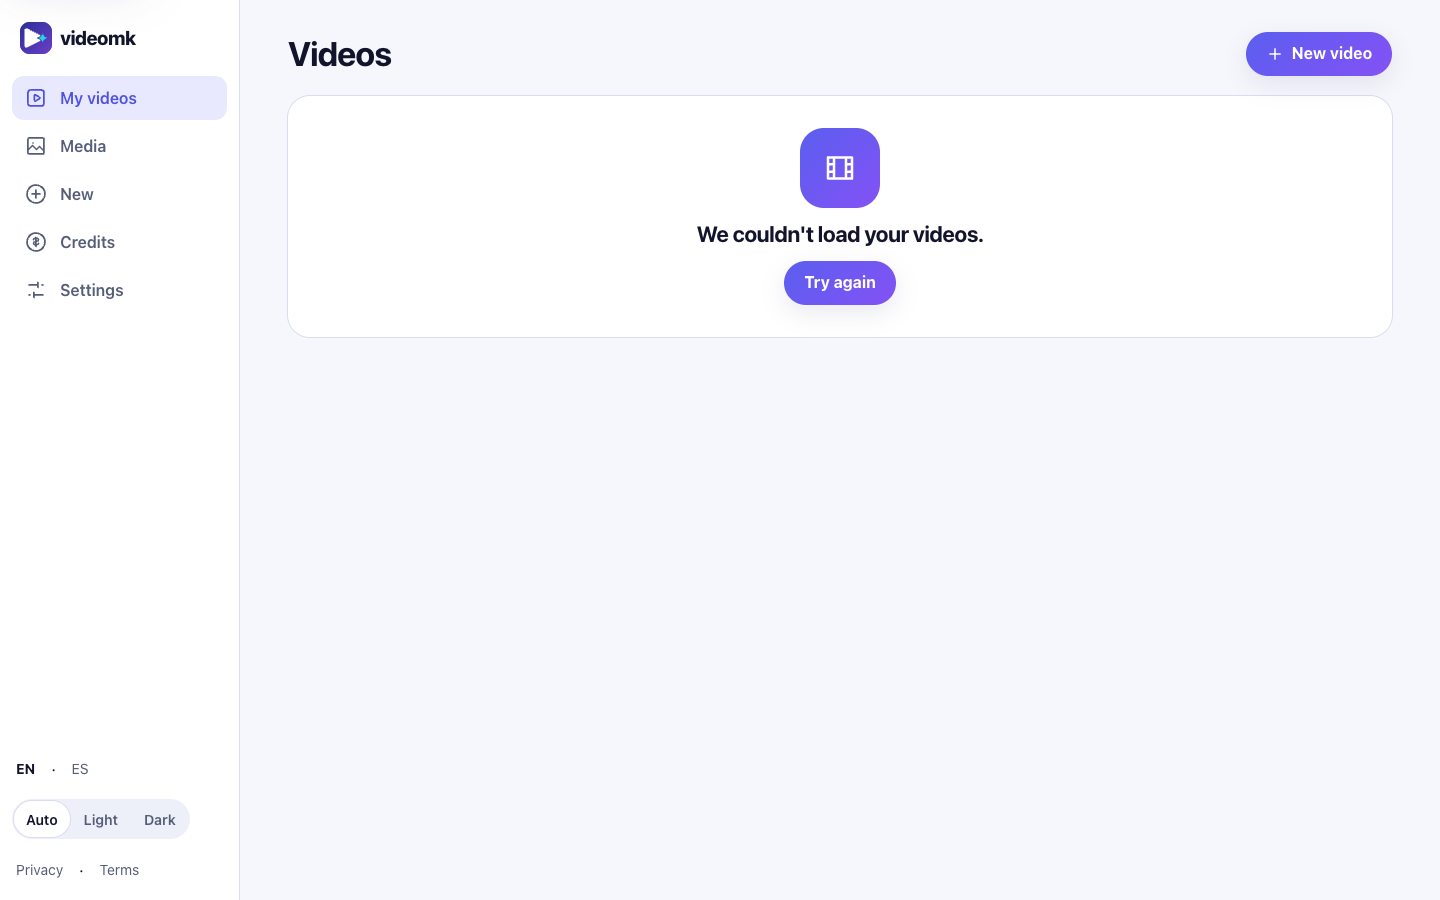 videomk
My videos
Media
New
Credits
Settings
EN · ES
Auto Light Dark
Privacy · Terms
Videos
New video
We couldn't load your videos.
Try again